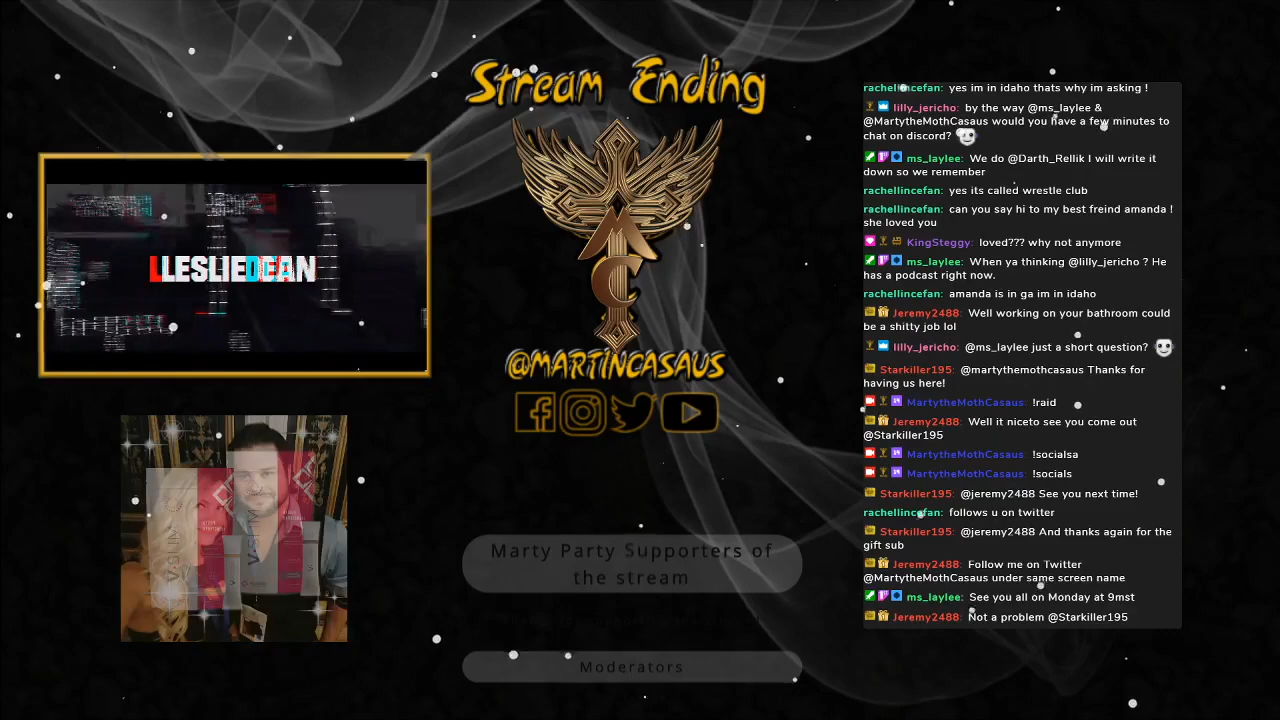 Stream Ending
LLESLIEDEAN
MC
@MARTINCASAUS
Marty Party Supporters of
the stream
Moderators
rachellincefan: yes im in idaho thats why im asking !
lilly_jericho: by the way @ms_laylee &
@MartytheMothCasaus would you have a few minutes to
chat on discord?
ms_laylee: We do @Darth_Rellik I will write it
down so we remember
rachellincefan: yes its called wrestle club
rachellincefan: can you say hi to my best freind amanda !
she loved you
KingSteggy: loved??? why not anymore
ms_laylee: When ya thinking @lilly_jericho ? He
has a podcast right now.
rachellincefan: amanda is in ga im in idaho
Jeremy2488: Well working on your bathroom could
be a shitty job lol
lilly_jericho: @ms_laylee just a short question?
Starkiller195: @martythemothcasaus Thanks for
having us here!
MartytheMothCasaus: !raid
Jeremy2488: Well it niceto see you come out
@Starkiller195
MartytheMothCasaus: !socialsa
MartytheMothCasaus: !socials
Starkiller195: @jeremy2488 See you next time!
rachellincefan: follows u on twitter
Starkiller195: @jeremy2488 And thanks again for the
gift sub
Jeremy2488: Follow me on Twitter
@MartytheMothCasaus under same screen name
ms_laylee: See you all on Monday at 9mst
Jeremy2488: Not a problem @Starkiller195